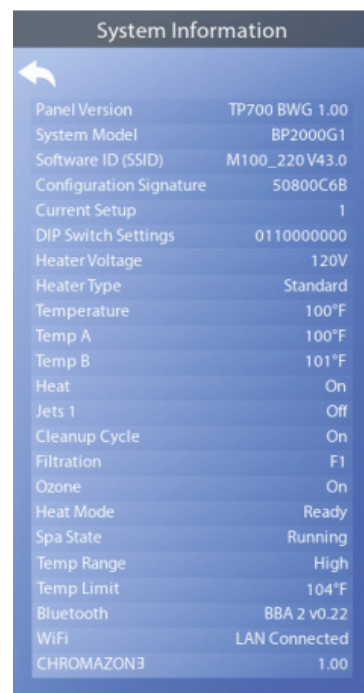 System Information
Panel Version TP700 BWG 1.00
System Model BP2000G1
Software ID (SSID) M100_220 V43.0
Configuration Signature 50800C6B
Current Setup 1
DIP Switch Settings 0110000000
Heater Voltage 120V
Heater Type Standard
Temperature 100°F
Temp A 100°F
Temp B 101°F
Heat On
Jets 1 Off
Cleanup Cycle On
Filtration F1
Ozone On
Heat Mode Ready
Spa State Running
Temp Range High
Temp Limit 104°F
Bluetooth BBA 2 v0.22
WiFi LAN Connected
CHROMAZONƎ 1.00